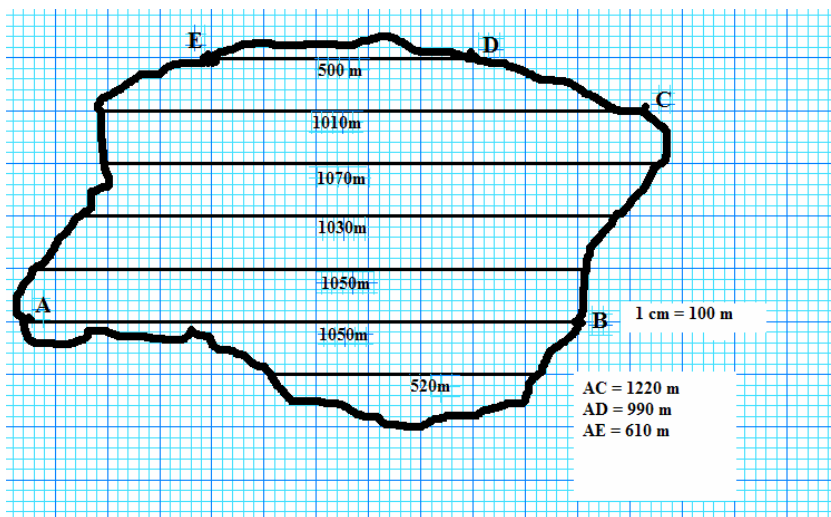 E
D
500 m
C
1010m
1070m
1030m
1050m
A
B
1 cm = 100 m
1050m
520m
AC = 1220 m
AD = 990 m
AE = 610 m